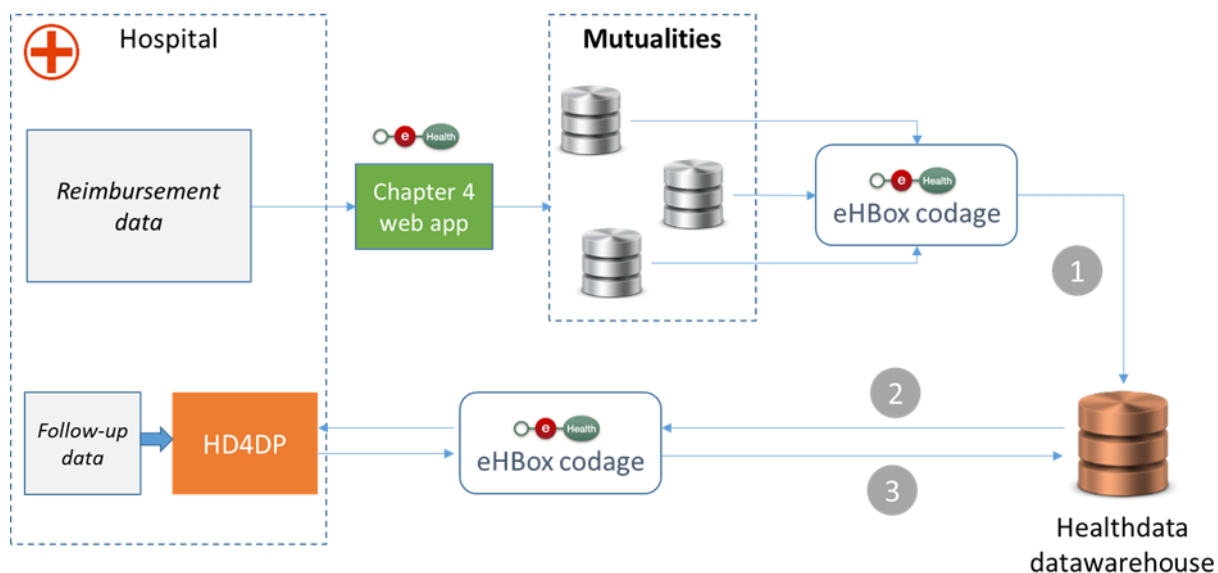 Hospital
Mutualities
Reimbursement
data
e Health
Chapter 4
web app
e Health
eHBox codage
1
Follow-up
data
HD4DP
e Health
eHBox codage
2
3
Healthdata
datawarehouse